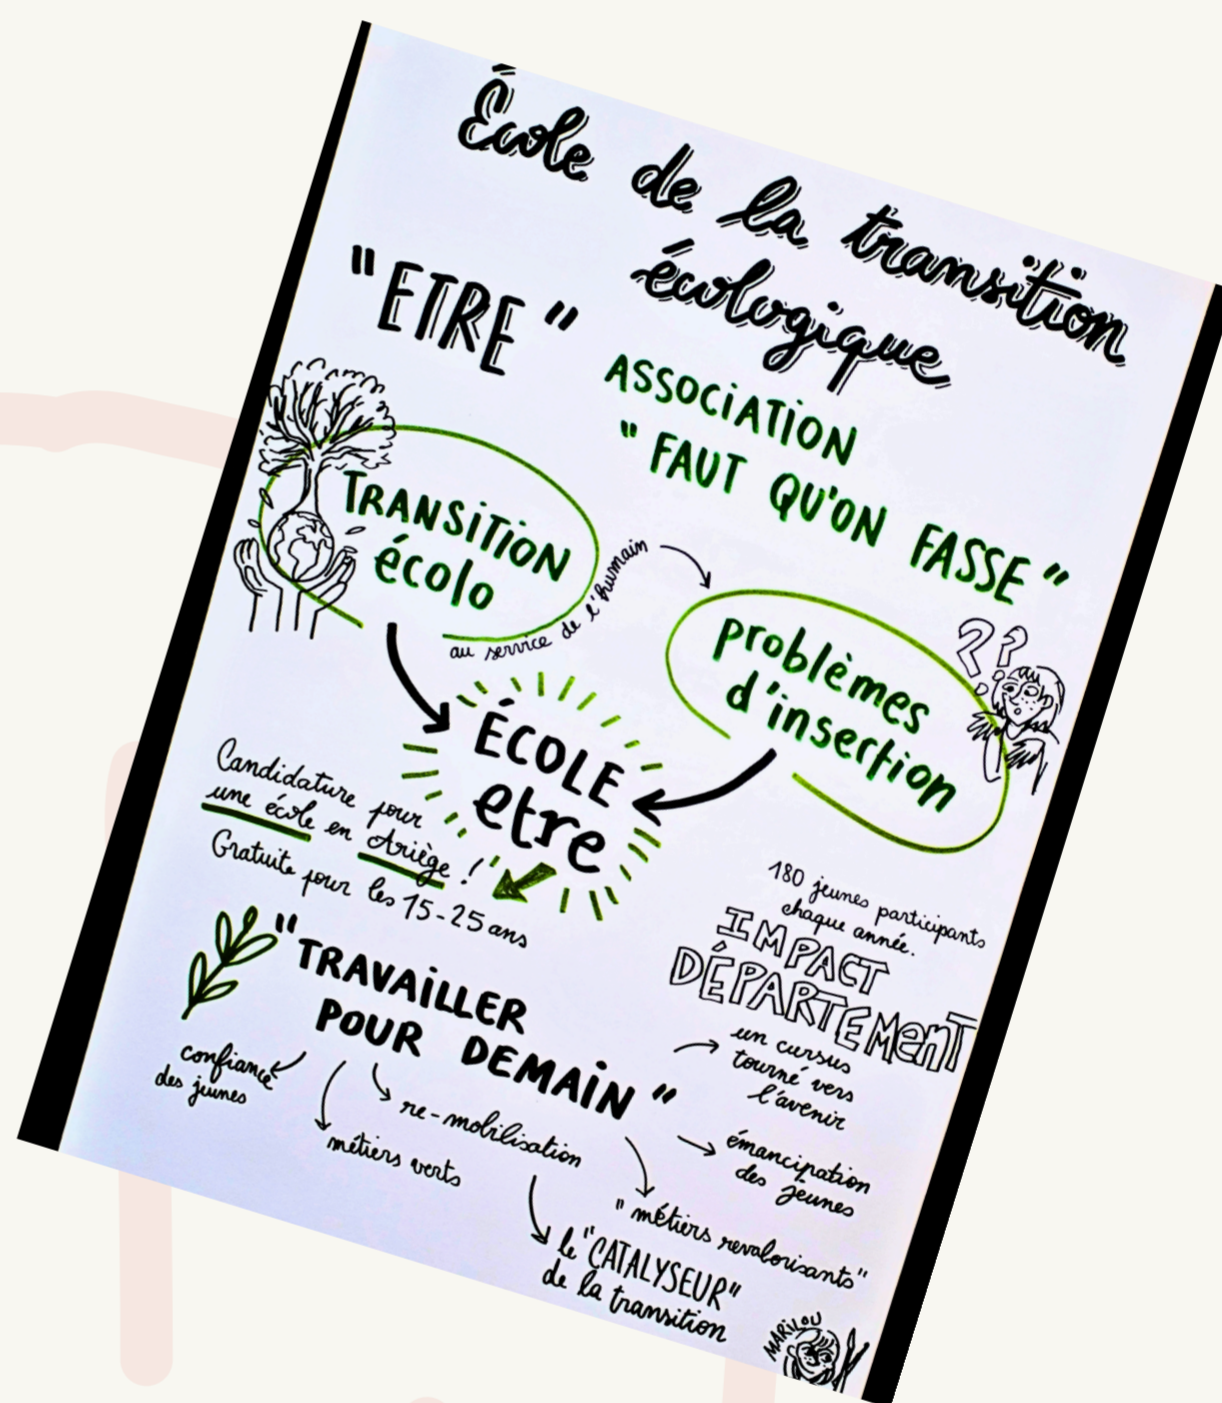 École de la transition
écologique
"ETRE"
ASSOCIATION
"FAUT QU'ON FASSE"
TRANSITION
écolo
au service de l'humain
problèmes
d'insertion
??
ÉCOLE
etre
Candidature pour
une école en Ariège !
Gratuite pour les 15-25 ans
180 jeunes participants
chaque année.
IMPACT
DÉPARTEMENT
"TRAVAILLER
POUR DEMAIN"
confiance
des jeunes
métiers verts
re-mobilisation
un cursus
tourné vers
l'avenir
émancipation
des jeunes
"métiers revalorisants"
le "CATALYSEUR"
de la transition
MARILOU